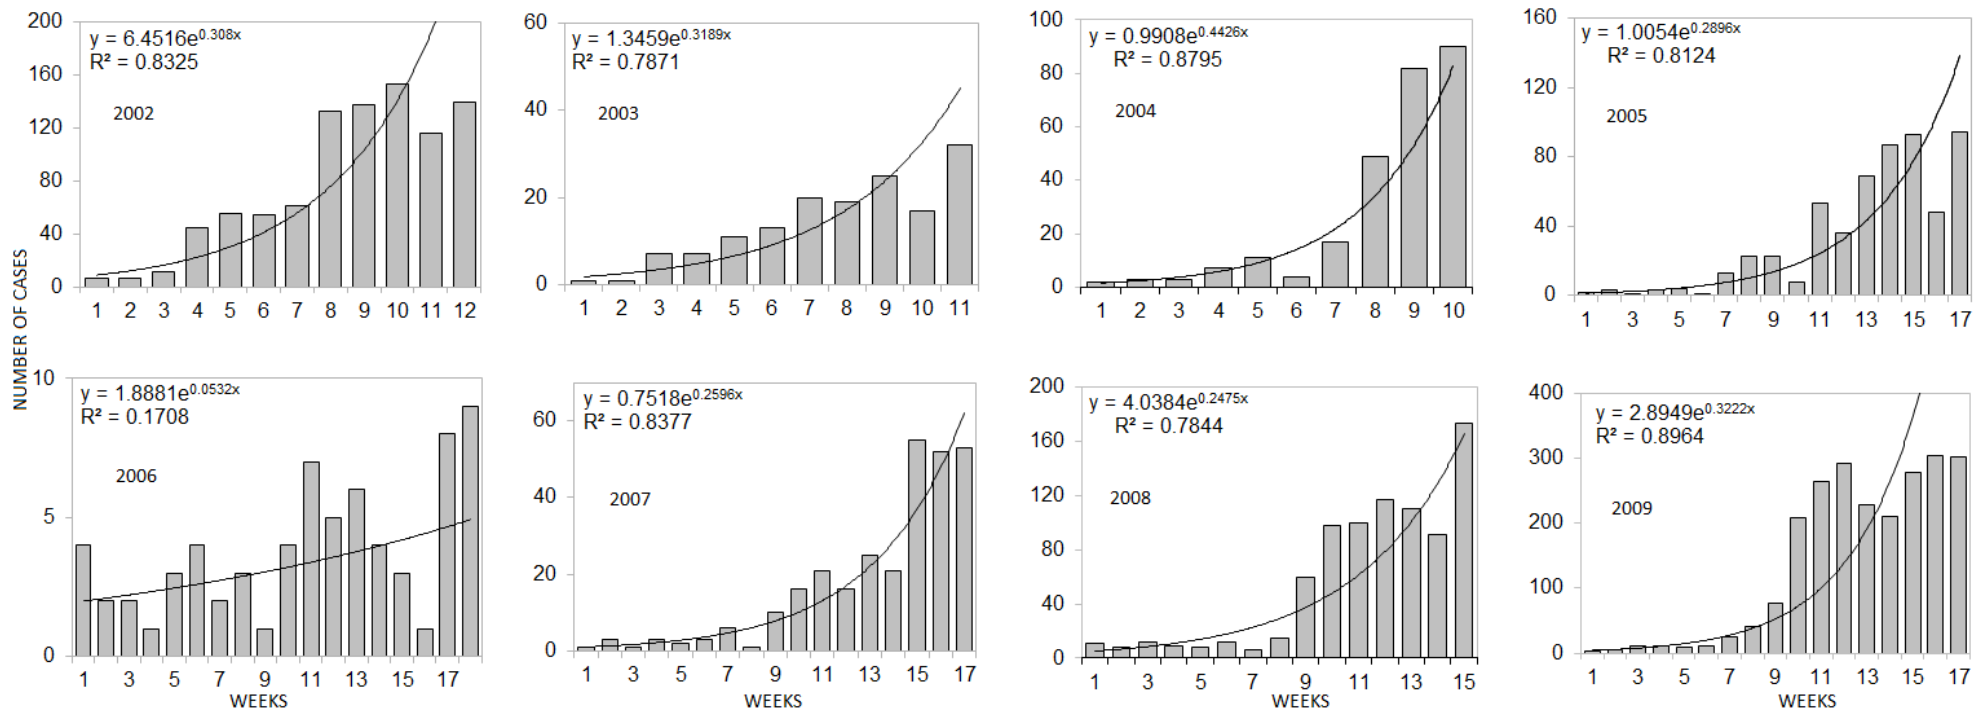 NUMBER OF CASES
200
160
120
80
40
0
y = 6.4516e^0.308x
R² = 0.8325
2002
1 2 3 4 5 6 7 8 9 10 11 12
60
40
20
0
y = 1.3459e^0.3189x
R² = 0.7871
2003
1 2 3 4 5 6 7 8 9 10 11
100
80
60
40
20
0
y = 0.9908e^0.4426x
R² = 0.8795
2004
1 2 3 4 5 6 7 8 9 10
160
120
80
40
0
y = 1.0054e^0.2896x
R² = 0.8124
2005
1 3 5 7 9 11 13 15 17
10
5
0
y = 1.8881e^0.0532x
R² = 0.1708
2006
1 3 5 7 9 11 13 15 17
WEEKS
60
40
20
0
y = 0.7518e^0.2596x
R² = 0.8377
2007
1 3 5 7 9 11 13 15 17
WEEKS
200
160
120
80
40
0
y = 4.0384e^0.2475x
R² = 0.7844
2008
1 3 5 7 9 11 13 15
WEEKS
400
300
200
100
0
y = 2.8949e^0.3222x
R² = 0.8964
2009
1 3 5 7 9 11 13 15 17
WEEKS